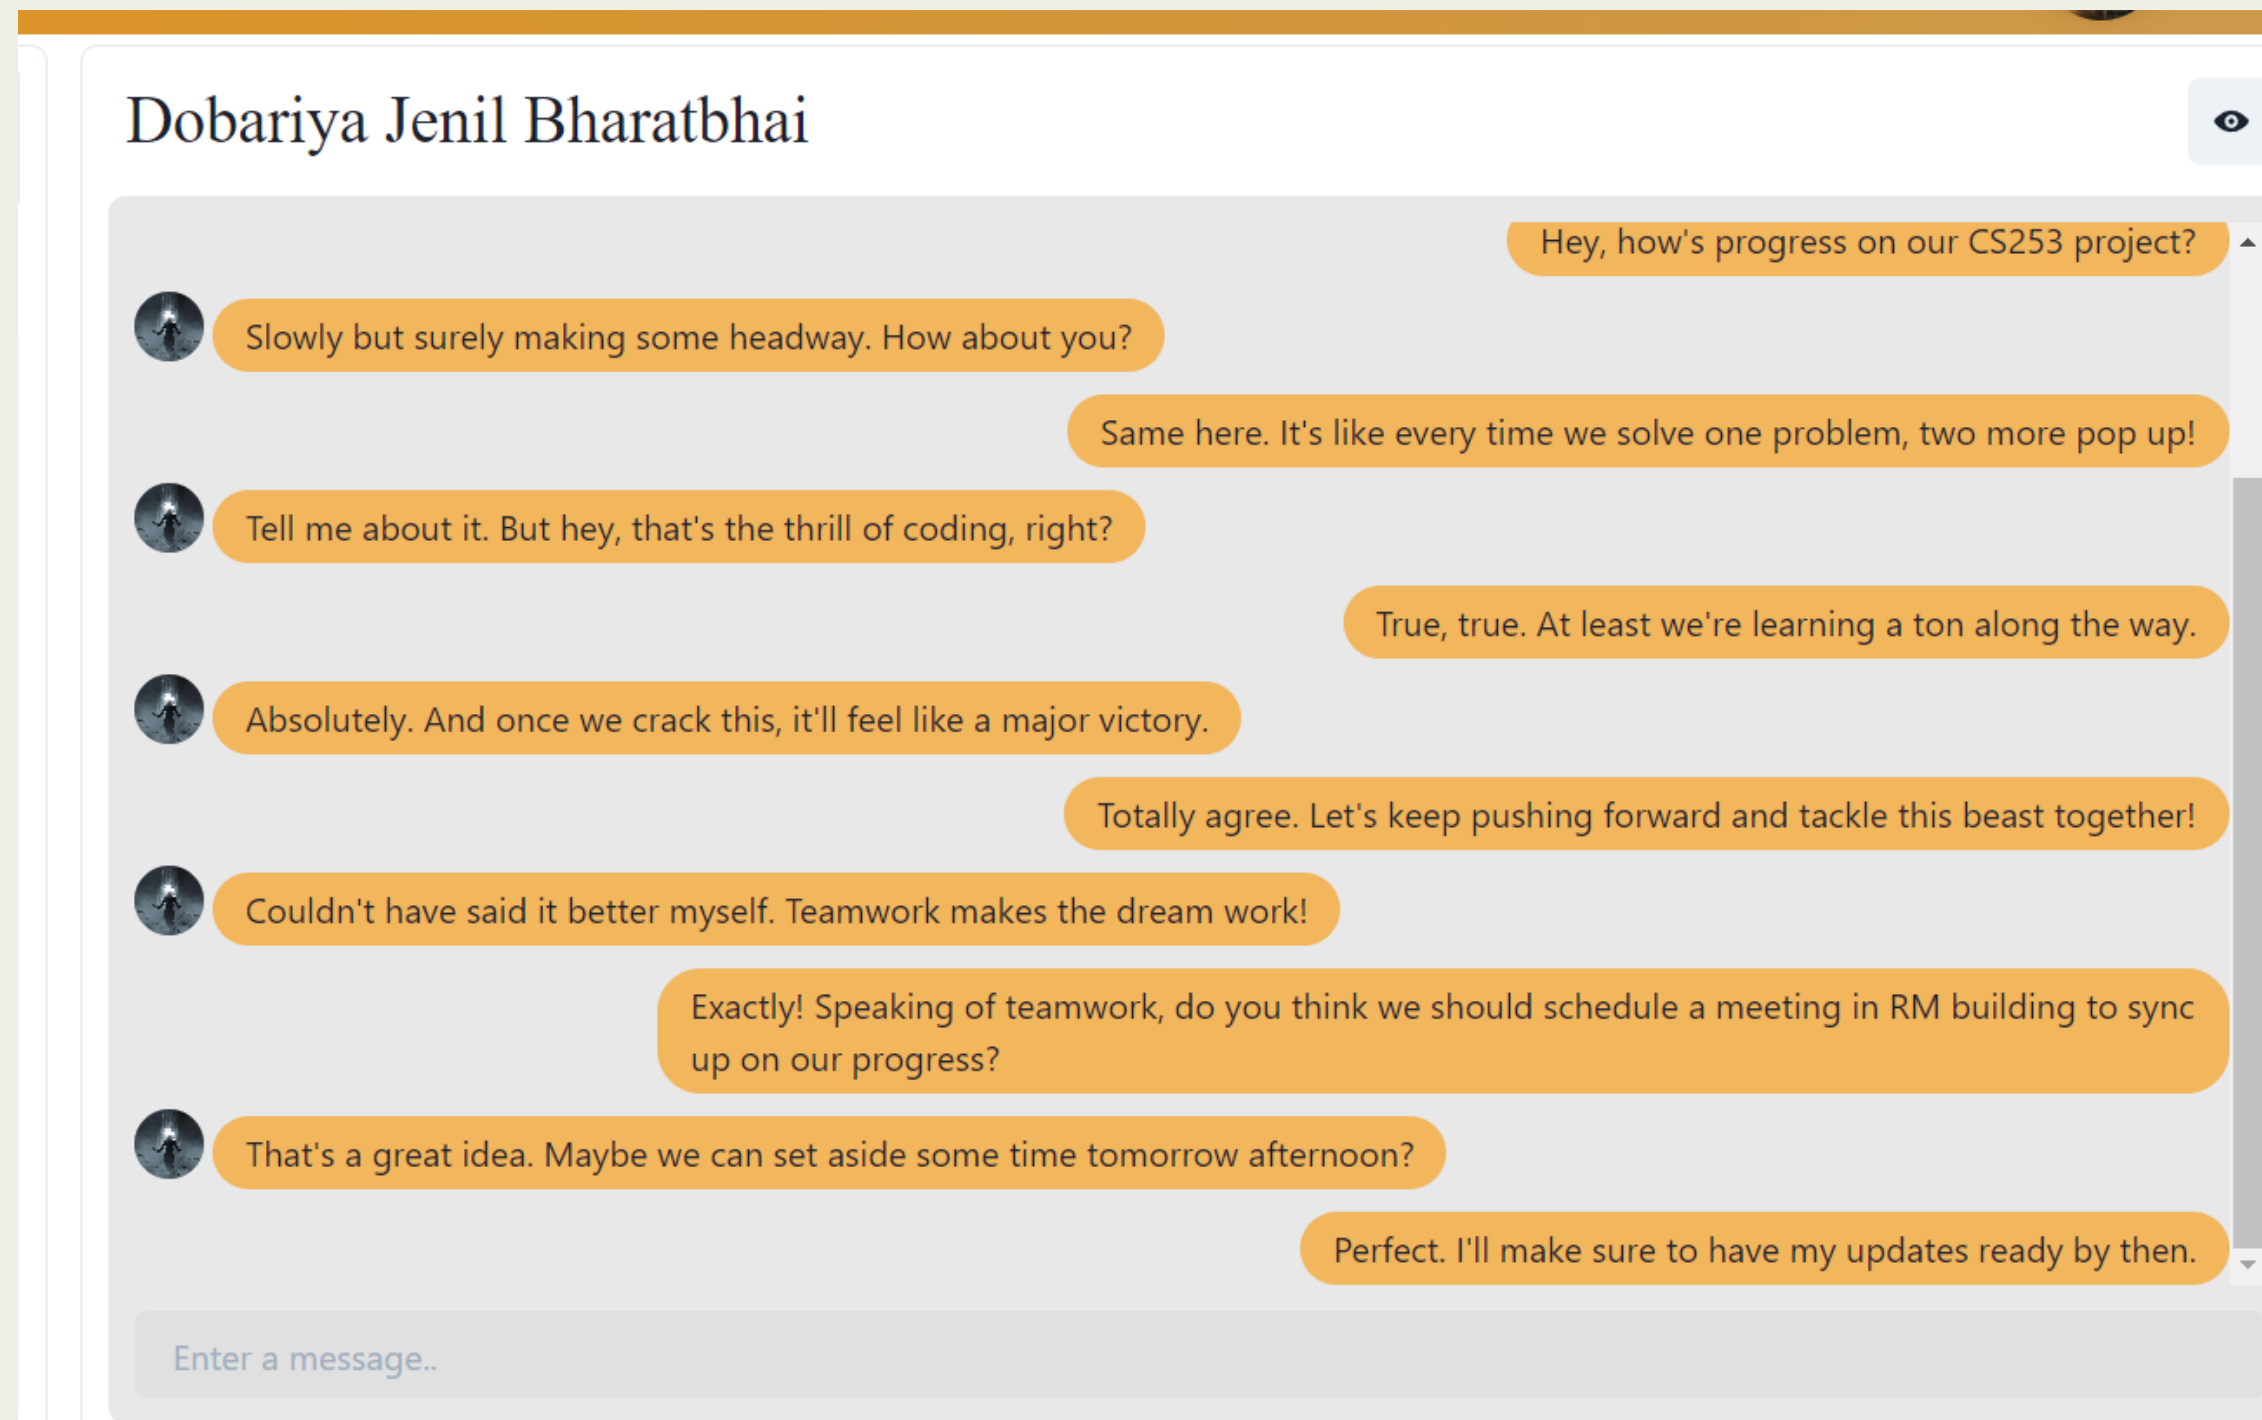 Dobariya Jenil Bharatbhai
Hey, how's progress on our CS253 project?
Slowly but surely making some headway. How about you?
Same here. It's like every time we solve one problem, two more pop up!
Tell me about it. But hey, that's the thrill of coding, right?
True, true. At least we're learning a ton along the way.
Absolutely. And once we crack this, it'll feel like a major victory.
Totally agree. Let's keep pushing forward and tackle this beast together!
Couldn't have said it better myself. Teamwork makes the dream work!
Exactly! Speaking of teamwork, do you think we should schedule a meeting in RM building to sync
up on our progress?
That's a great idea. Maybe we can set aside some time tomorrow afternoon?
Perfect. I'll make sure to have my updates ready by then.
Enter a message..